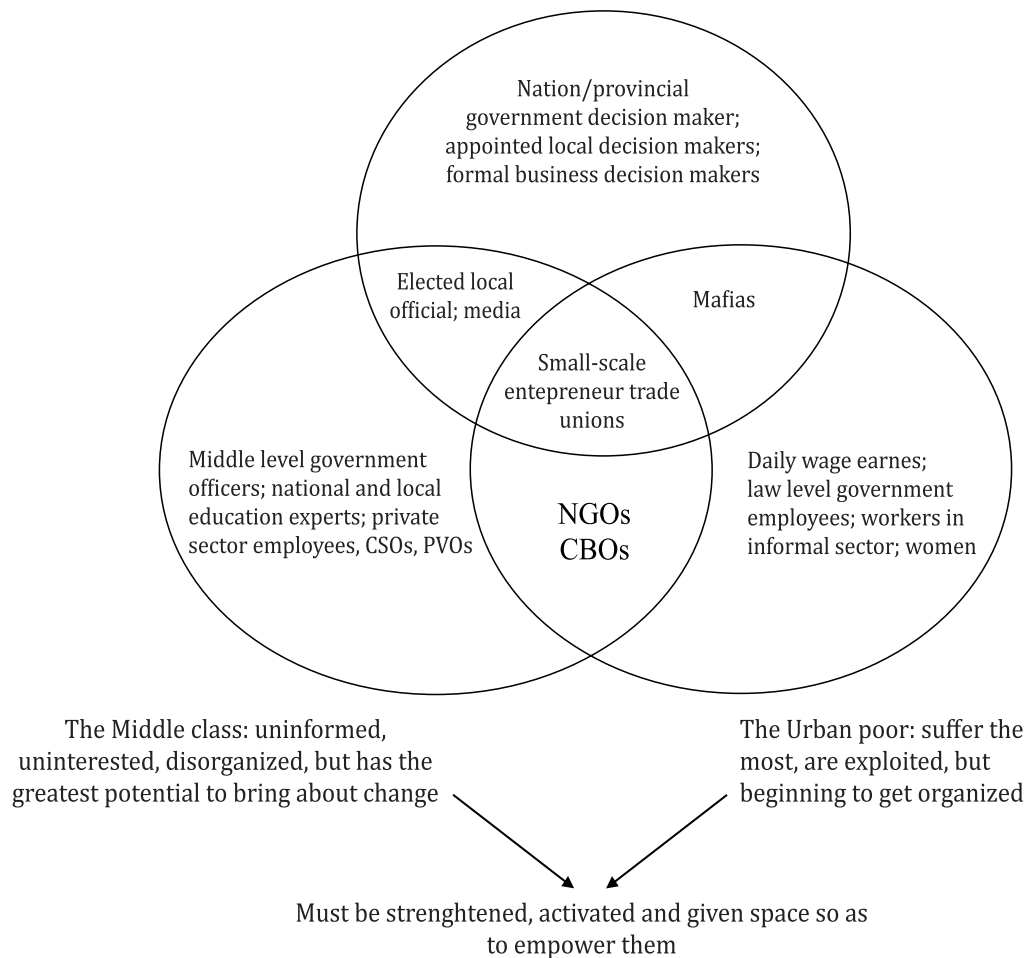 Nation/provincial
government decision maker;
appointed local decision makers;
formal business decision makers
Elected local
official; media
Mafias
Small-scale
entepreneur trade
unions
Middle level government
officers; national and local
education experts; private
sector employees, CSOs, PVOs
NGOs
CBOs
Daily wage earnes;
law level government
employees; workers in
informal sector; women
The Middle class: uninformed,
uninterested, disorganized, but has the
greatest potential to bring about change
The Urban poor: suffer the
most, are exploited, but
beginning to get organized
Must be strenghtened, activated and given space so as
to empower them